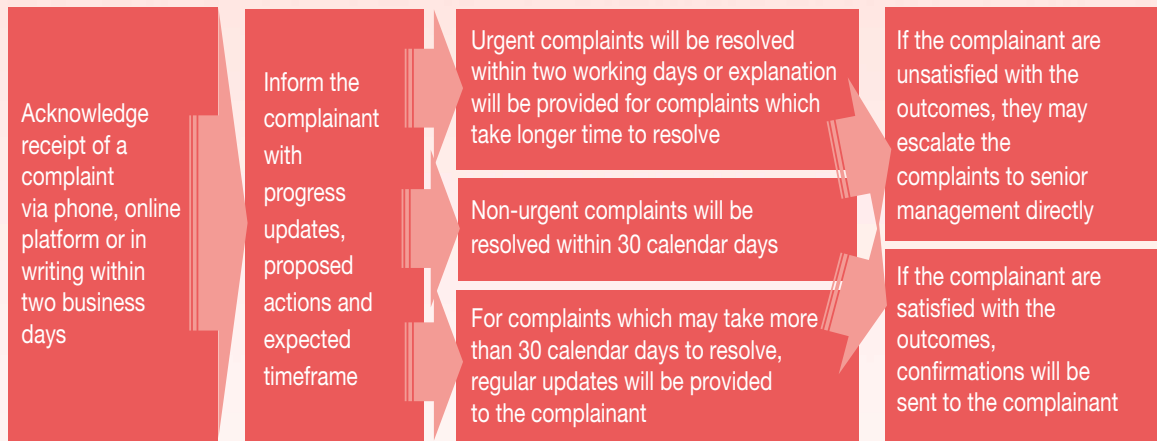 Acknowledge
receipt of a
complaint
via phone, online
platform or in
writing within
two business
days
Inform the
complainant
with
progress
updates,
proposed
actions and
expected
timeframe
Urgent complaints will be resolved
within two working days or explanation
will be provided for complaints which
take longer time to resolve
Non-urgent complaints will be
resolved within 30 calendar days
For complaints which may take more
than 30 calendar days to resolve,
regular updates will be provided
to the complainant
If the complainant are
unsatisfied with the
outcomes, they may
escalate the
complaints to senior
management directly
If the complainant are
satisfied with the
outcomes,
confirmations will be
sent to the complainant